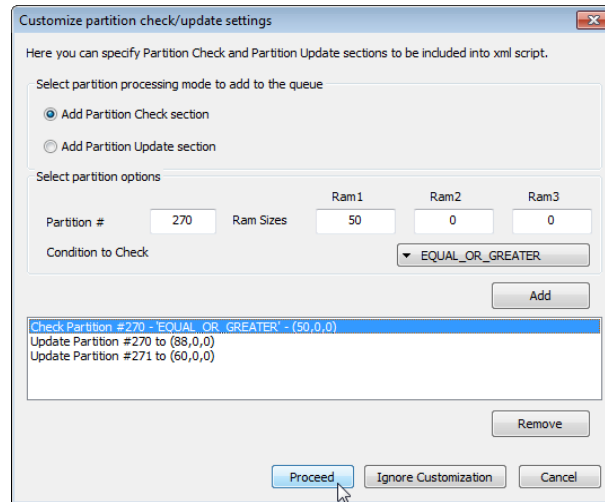 Customize partition check/update settings
Here you can specify Partition Check and Partition Update sections to be included into xml script.
Select partition processing mode to add to the queue
Add Partition Check section
Add Partition Update section
Select partition options
Ram1 Ram2 Ram3
Partition # 270 Ram Sizes 50 0 0
Condition to Check EQUAL_OR_GREATER
Add
Check Partition #270 - 'EQUAL_OR_GREATER' - (50,0,0)
Update Partition #270 to (88,0,0)
Update Partition #271 to (60,0,0)
Remove
Proceed Ignore Customization Cancel